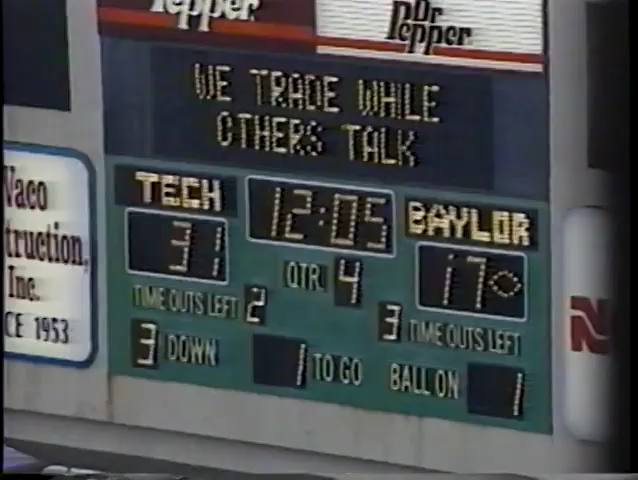 Pepper
Dr
Pepper
WE TRADE WHILE
OTHERS TALK
TECH 12:05 BAYLOR
31 QTR 4 17
TIME OUTS LEFT 2 3 TIME OUTS LEFT
3 DOWN 1 TO GO BALL ON 1
Waco
truction,
Inc.
CE 1953